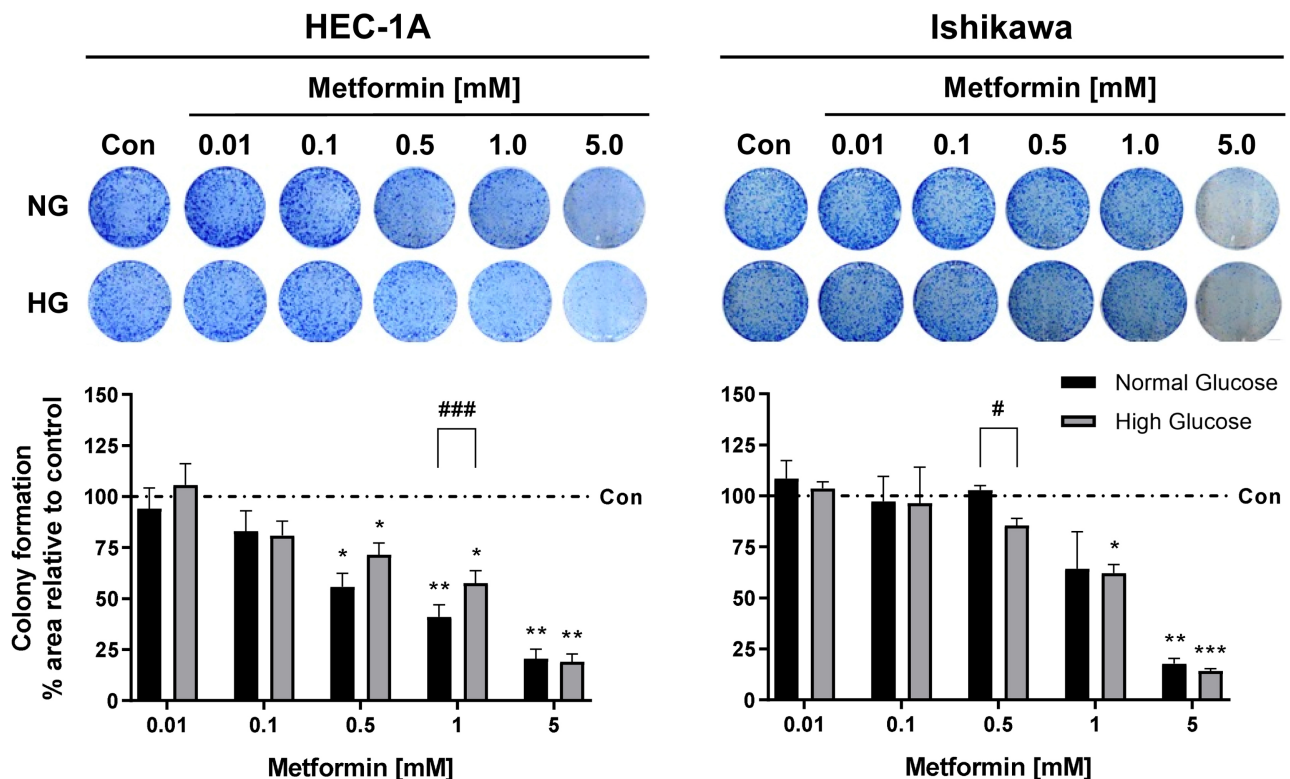 HEC-1A
Metformin [mM]
Con 0.01 0.1 0.5 1.0 5.0
NG
HG
Colony formation
% area relative to control
150
125
100
75
50
25
0
###
Con
*
*
**
*
**
**
0.01 0.1 0.5 1 5
Metformin [mM]
Ishikawa
Metformin [mM]
Con 0.01 0.1 0.5 1.0 5.0
Normal Glucose
High Glucose
150
125
100
75
50
25
0
#
Con
*
**
***
0.01 0.1 0.5 1 5
Metformin [mM]